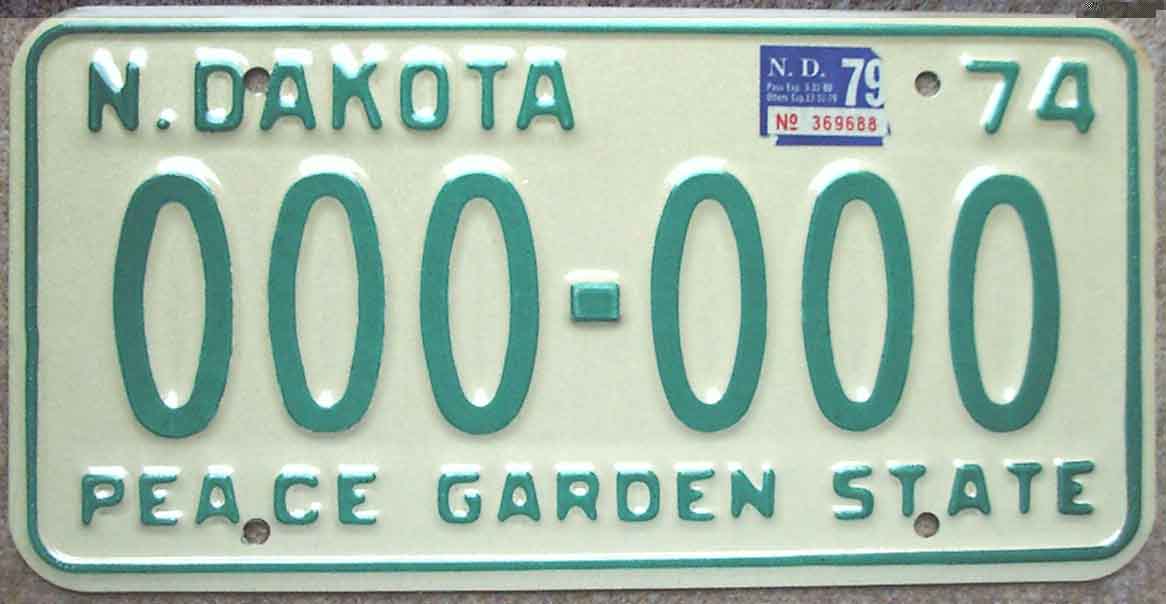 N. DAKOTA
74
N. D. 79
Nº 369688
000-000
PEACE GARDEN STATE